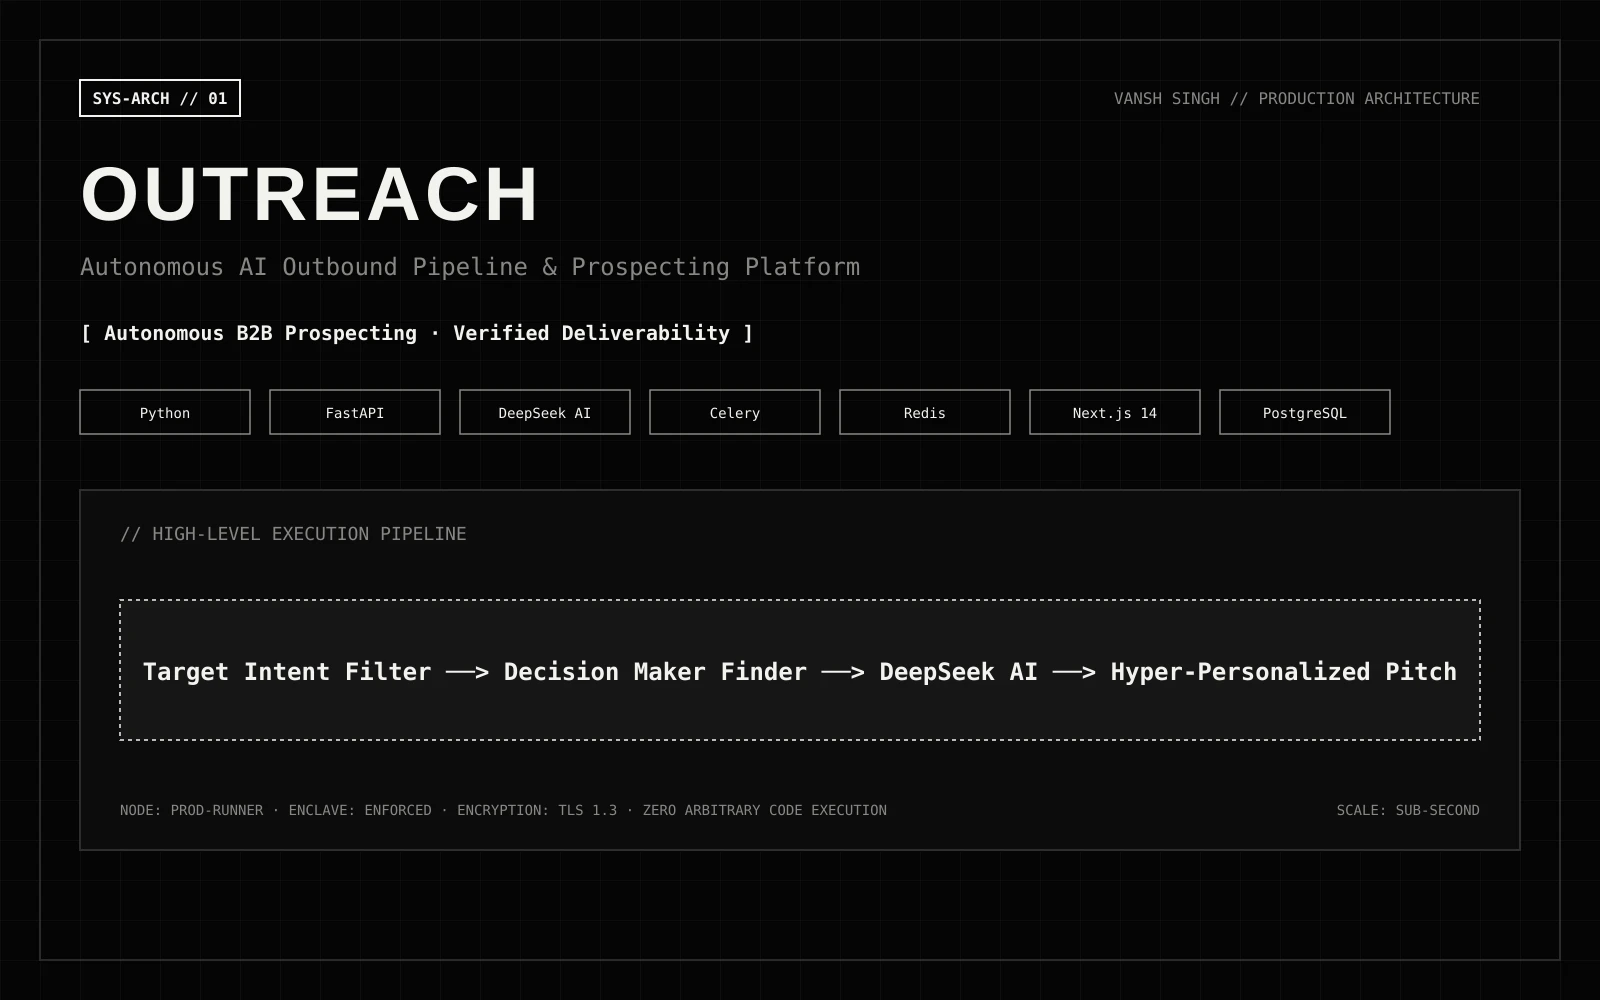 SYS-ARCH // 01
VANSH SINGH // PRODUCTION ARCHITECTURE
OUTREACH
Autonomous AI Outbound Pipeline & Prospecting Platform
[ Autonomous B2B Prospecting · Verified Deliverability ]
Python
FastAPI
DeepSeek AI
Celery
Redis
Next.js 14
PostgreSQL
// HIGH-LEVEL EXECUTION PIPELINE
Target Intent Filter ──> Decision Maker Finder ──> DeepSeek AI ──> Hyper-Personalized Pitch
NODE: PROD-RUNNER · ENCLAVE: ENFORCED · ENCRYPTION: TLS 1.3 · ZERO ARBITRARY CODE EXECUTION
SCALE: SUB-SECOND